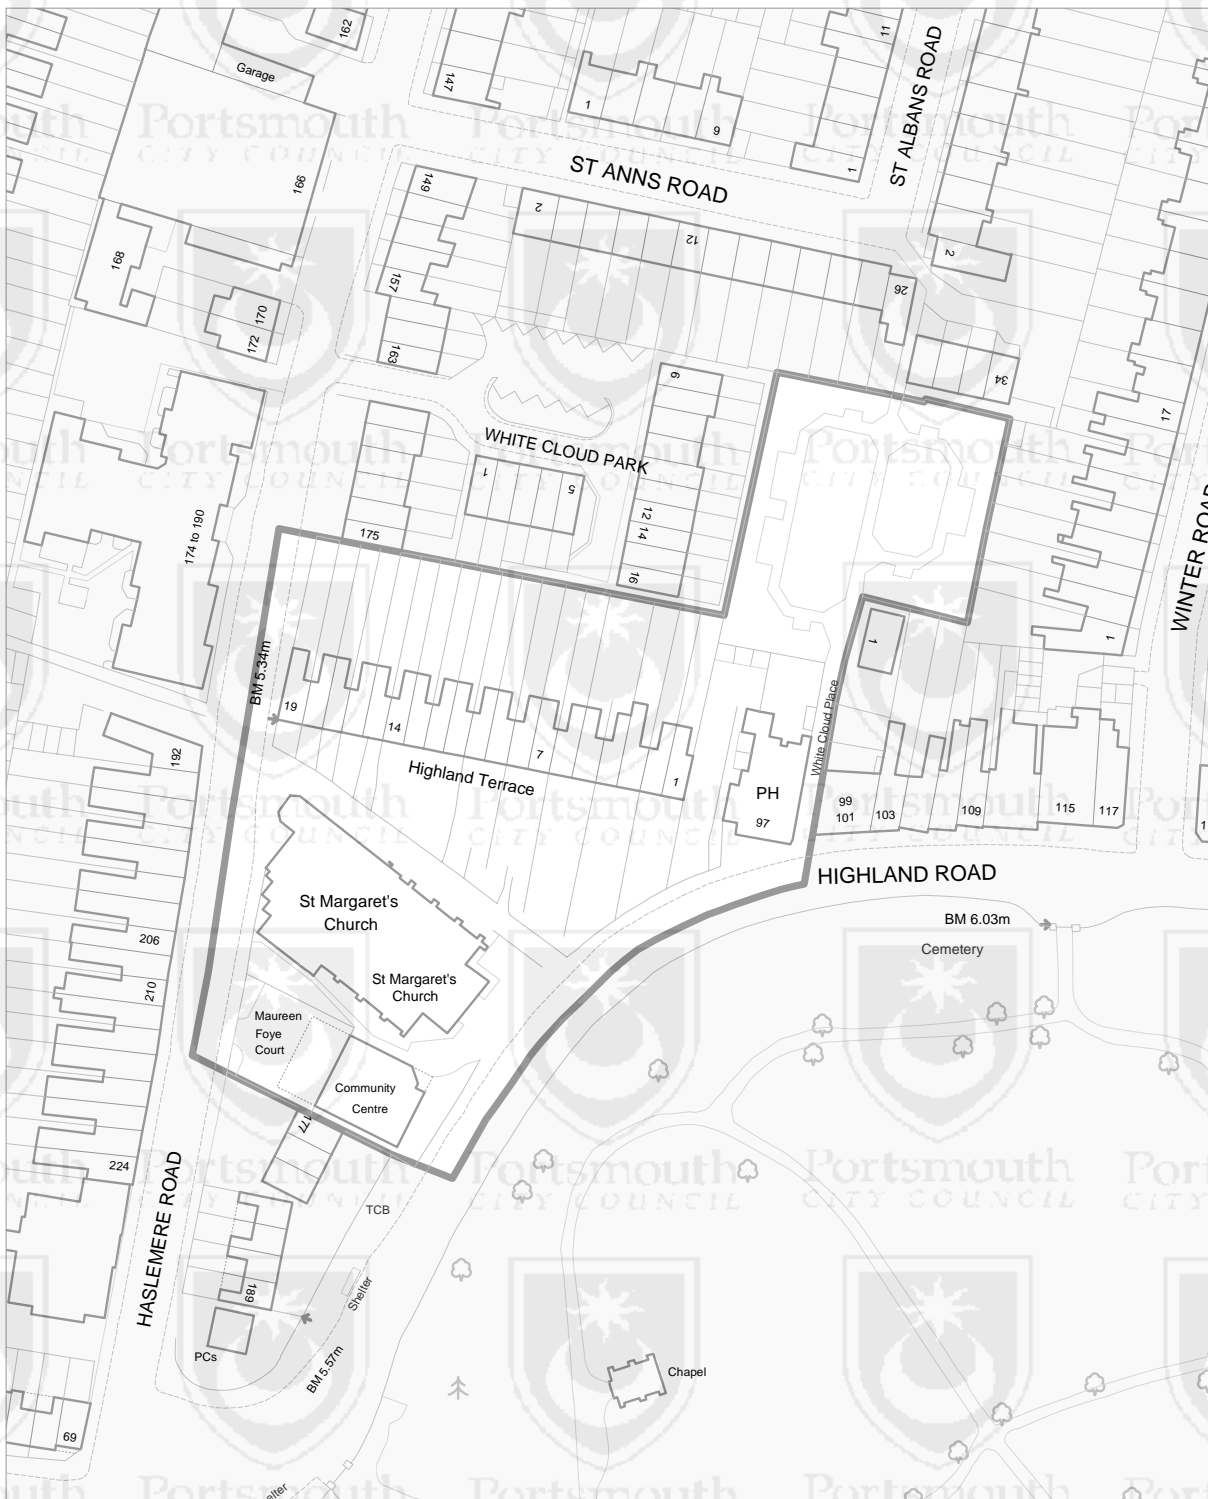 162
Garage
147
1
9
11
1
ST ALBANS ROAD
ST ANNS ROAD
166
149
2
12
2
168
157
26
170
172
163
34
6
17
WHITE CLOUD PARK
1
5
175
12
14
16
174 to 190
WINTER ROAD
1
1
BM 5.34m
19
14
7
1
Highland Terrace
White Cloud Place
192
PH
97
99
101
103
109
115
117
HIGHLAND ROAD
St Margaret's
Church
BM 6.03m
Cemetery
206
210
St Margaret's
Church
Maureen
Foye
Court
Community
Centre
177
224
HASLEMERE ROAD
TCB
189
Shelter
PCs
BM 5.57m
Chapel
69
Portsmouth
CITY COUNCIL